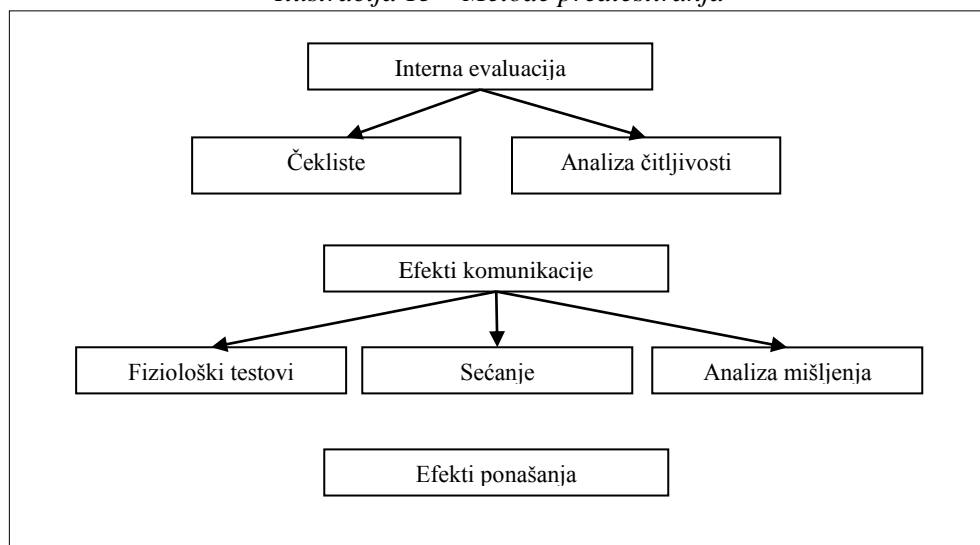 Interna evaluacija
Čekliste
Analiza čitljivosti
Efekti komunikacije
Fiziološki testovi
Sećanje
Analiza mišljenja
Efekti ponašanja